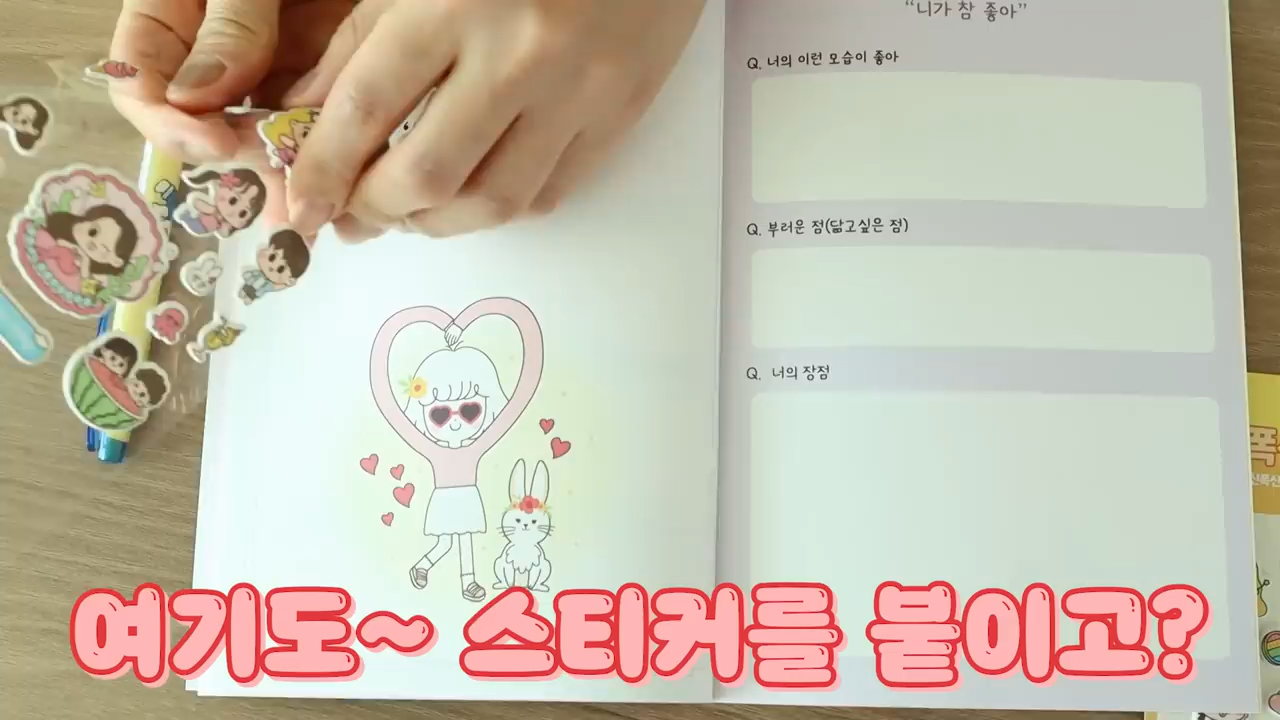 “니가 참 좋아”
Q. 너의 이런 모습이 좋아
Q. 부러운 점(닮고싶은 점)
Q. 너의 장점
여기도~ 스티커를 붙이고?